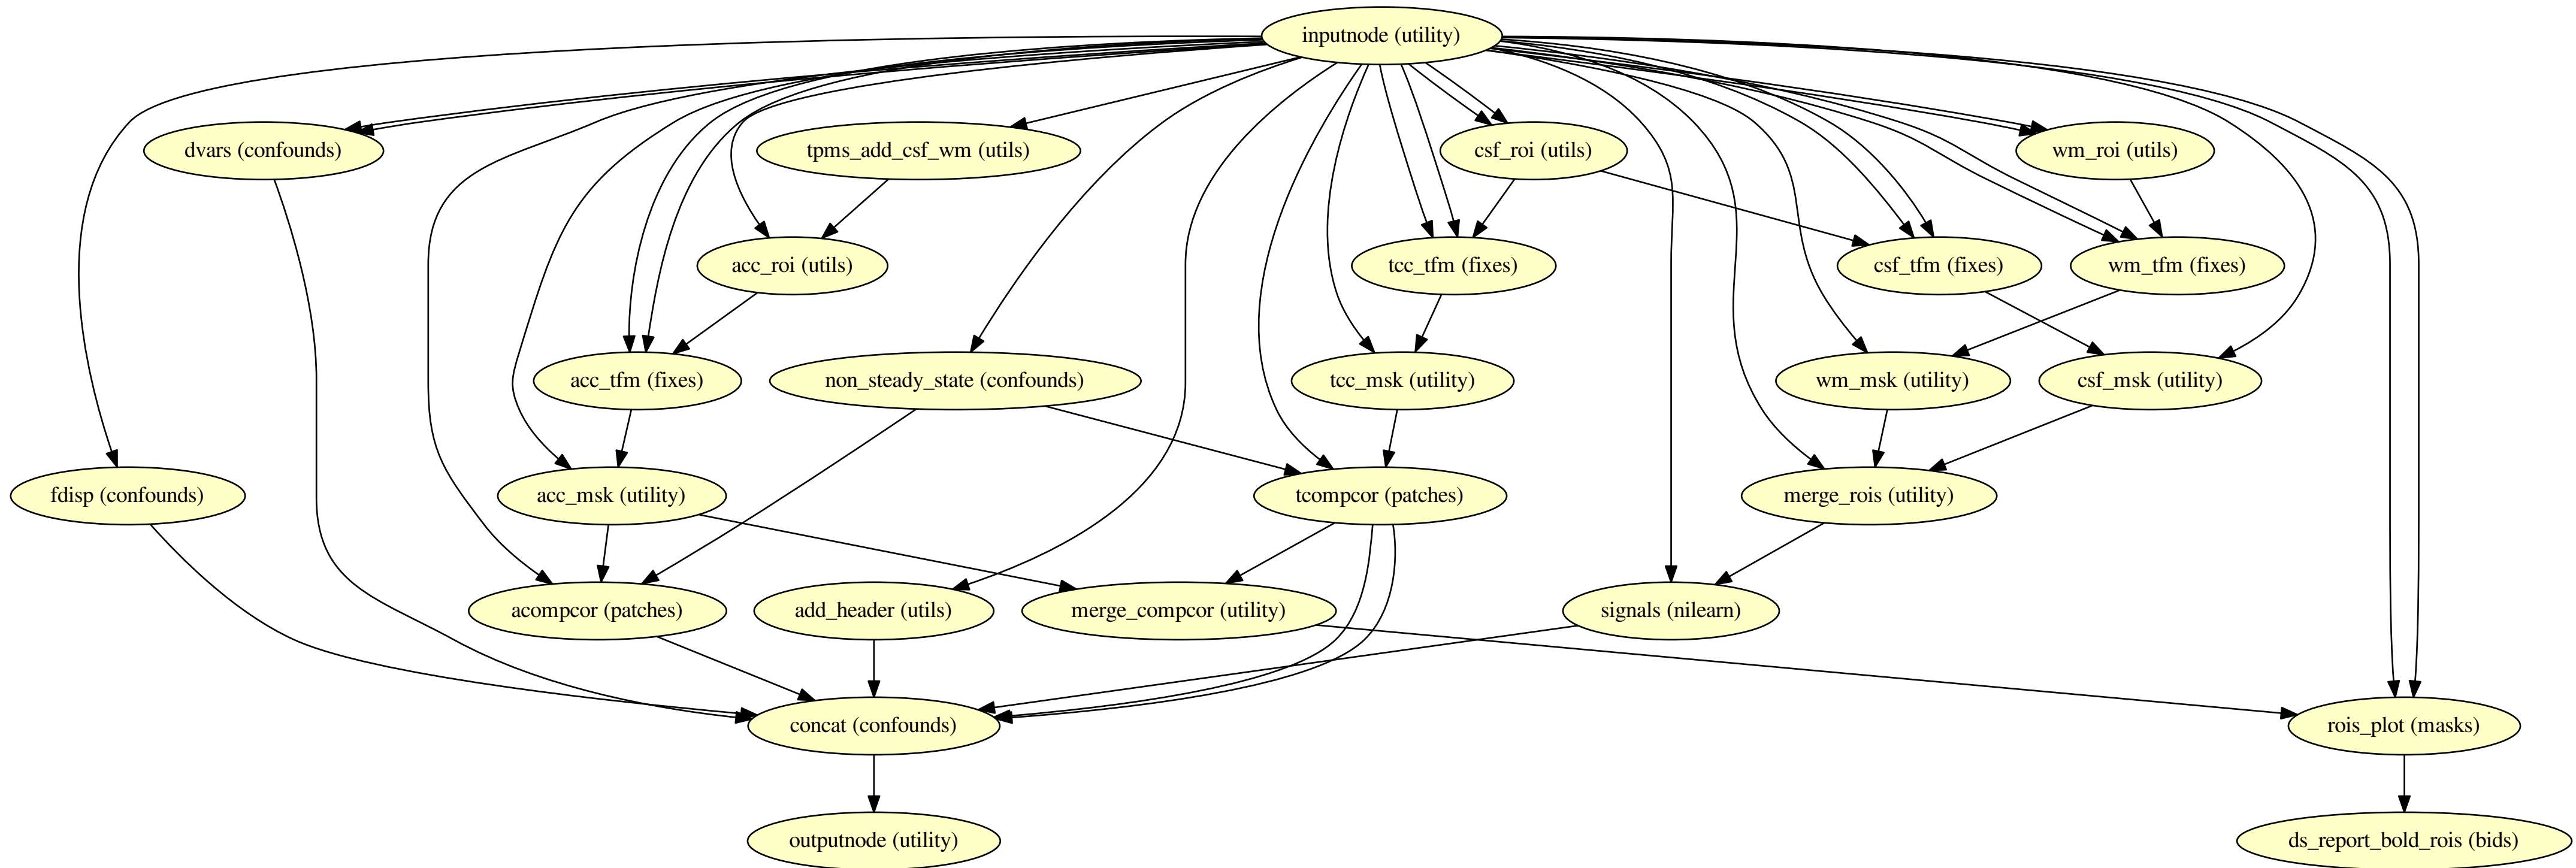 inputnode (utility)
dvars (confounds)
tpms_add_csf_wm (utils)
csf_roi (utils)
wm_roi (utils)
acc_roi (utils)
tcc_tfm (fixes)
csf_tfm (fixes)
wm_tfm (fixes)
acc_tfm (fixes)
non_steady_state (confounds)
tcc_msk (utility)
wm_msk (utility)
csf_msk (utility)
fdisp (confounds)
acc_msk (utility)
tcompcor (patches)
merge_rois (utility)
acompcor (patches)
add_header (utils)
merge_compcor (utility)
signals (nilearn)
concat (confounds)
rois_plot (masks)
outputnode (utility)
ds_report_bold_rois (bids)